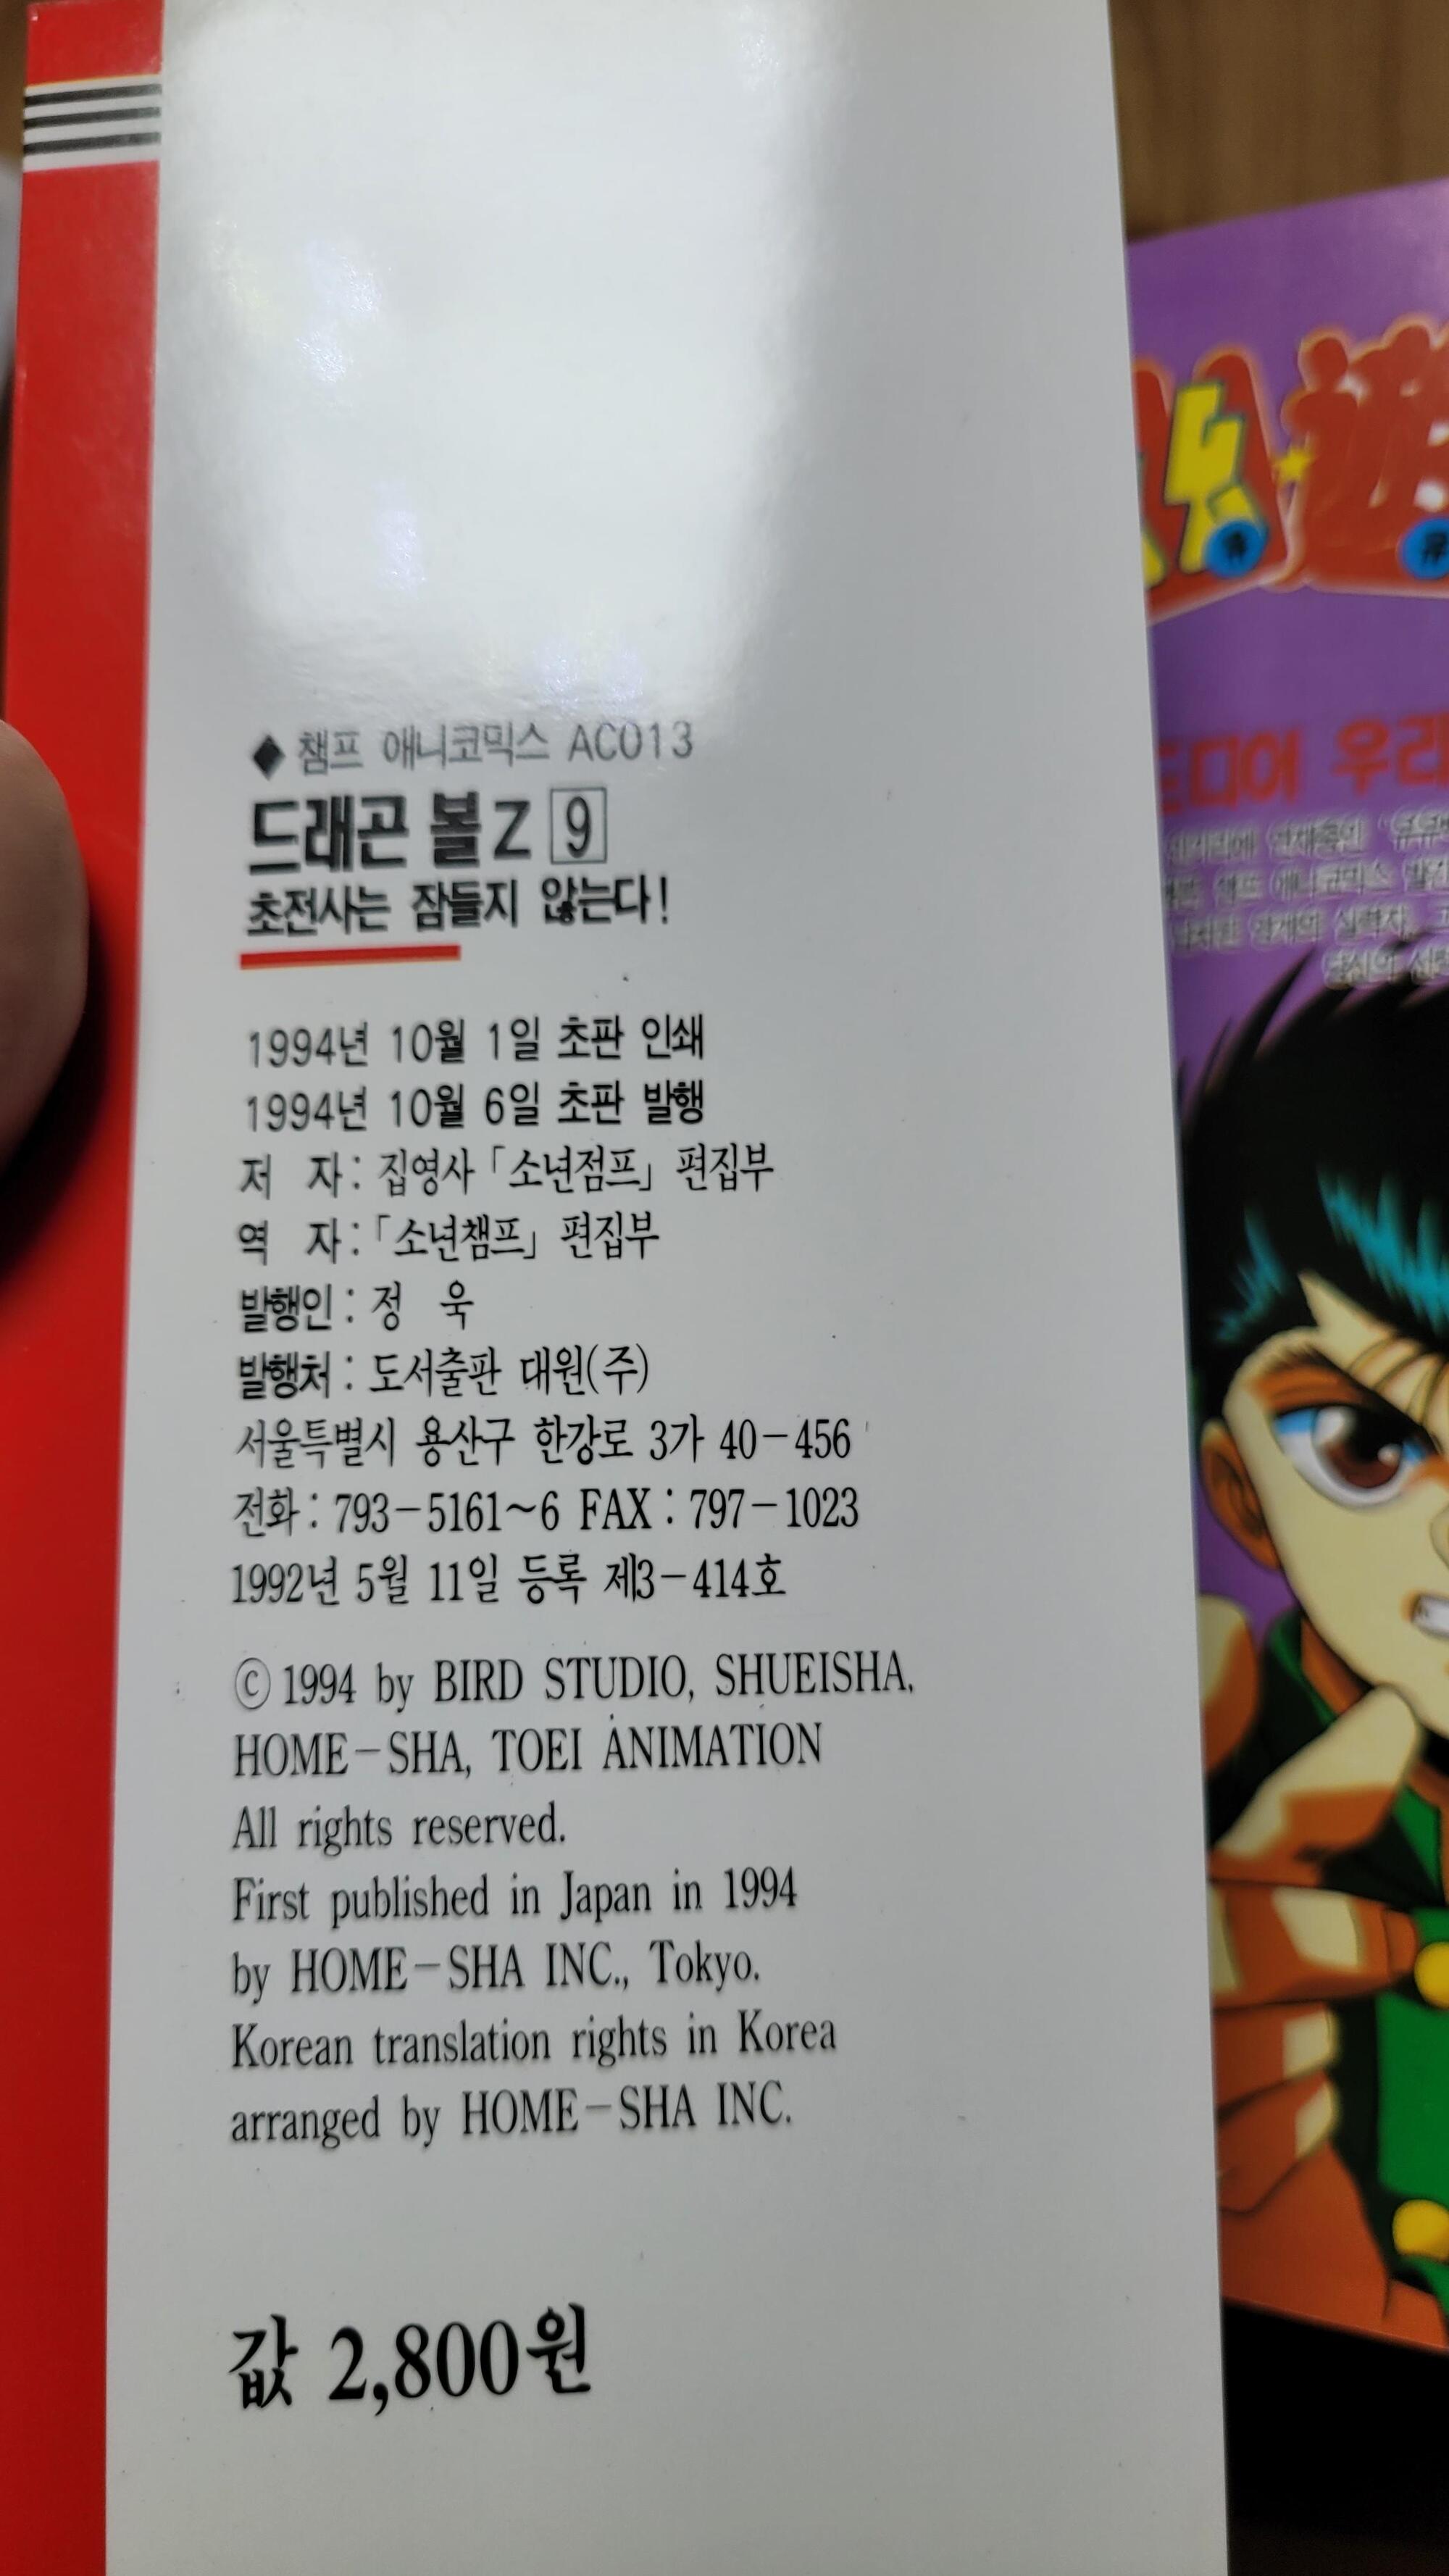 ◆ 챔프 애니코믹스 AC013
드래곤 볼 Z 9
초전사는 잠들지 않는다!
1994년 10월 1일 초판 인쇄
1994년 10월 6일 초판 발행
저 자 : 집영사 「소년점프」 편집부
역 자 : 「소년챔프」 편집부
발행인 : 정 욱
발행처 : 도서출판 대원(주)
서울특별시 용산구 한강로 3가 40-456
전화 : 793-5161~6 FAX : 797-1023
1992년 5월 11일 등록 제3-414호
ⓒ 1994 by BIRD STUDIO, SHUEISHA,
HOME-SHA, TOEI ANIMATION
All rights reserved.
First published in Japan in 1994
by HOME-SHA INC., Tokyo.
Korean translation rights in Korea
arranged by HOME-SHA INC.
값 2,800원
유
우리